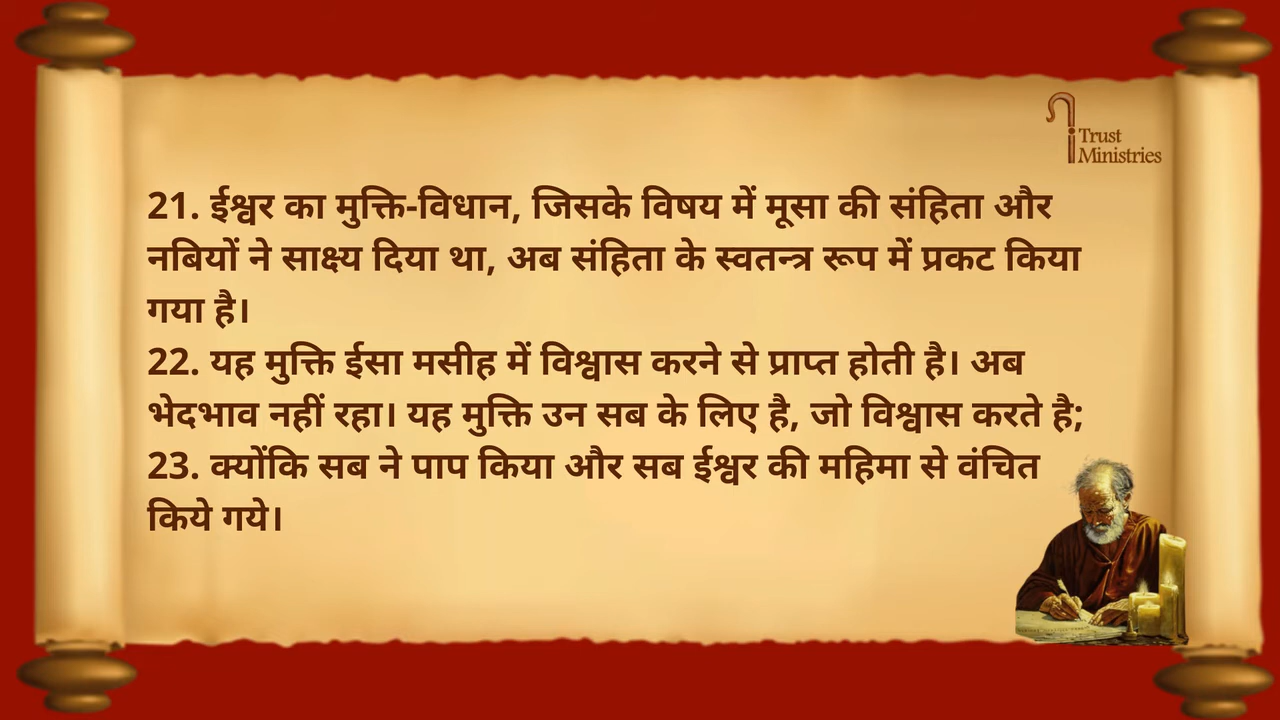 Trust
Ministries
21. ईश्वर का मुक्ति-विधान, जिसके विषय में मूसा की संहिता और
नबियों ने साक्ष्य दिया था, अब संहिता के स्वतन्त्र रूप में प्रकट किया
गया है।
22. यह मुक्ति ईसा मसीह में विश्वास करने से प्राप्त होती है। अब
भेदभाव नहीं रहा। यह मुक्ति उन सब के लिए है, जो विश्वास करते है;
23. क्योंकि सब ने पाप किया और सब ईश्वर की महिमा से वंचित
किये गये।